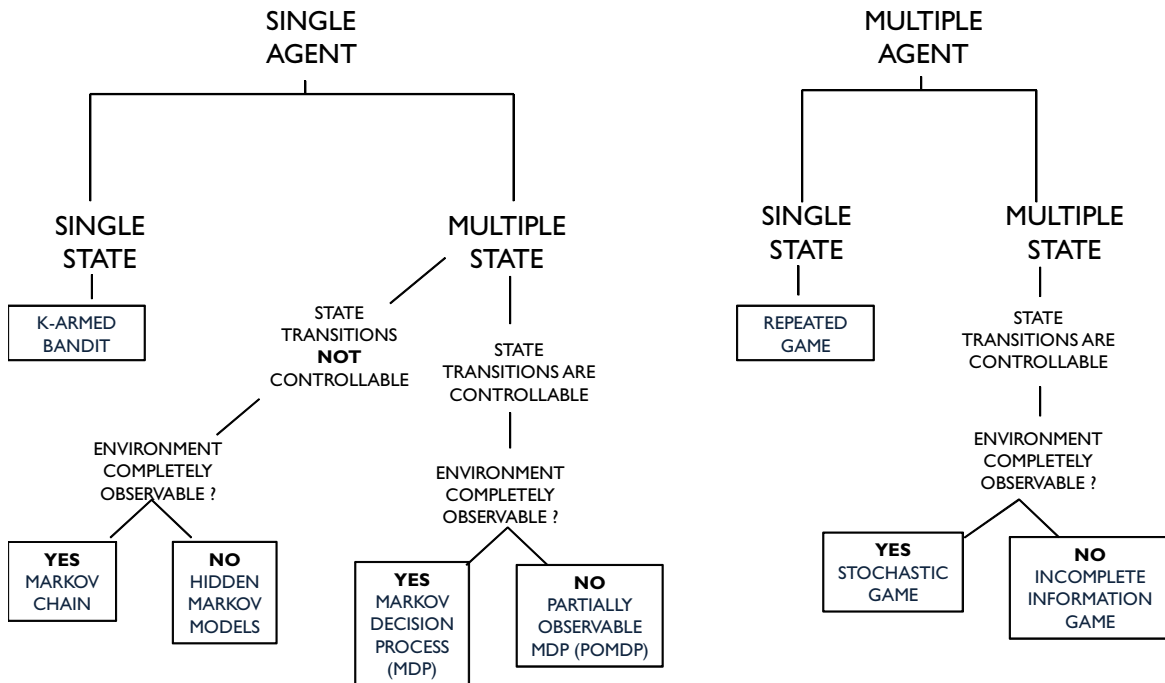 SINGLE
AGENT
SINGLE
STATE
K-ARMED
BANDIT
MULTIPLE
STATE
STATE
TRANSITIONS
NOT
CONTROLLABLE
ENVIRONMENT
COMPLETELY
OBSERVABLE ?
YES
MARKOV
CHAIN
NO
HIDDEN
MARKOV
MODELS
STATE
TRANSITIONS ARE
CONTROLLABLE
ENVIRONMENT
COMPLETELY
OBSERVABLE ?
YES
MARKOV
DECISION
PROCESS
(MDP)
NO
PARTIALLY
OBSERVABLE
MDP (POMDP)
MULTIPLE
AGENT
SINGLE
STATE
REPEATED
GAME
MULTIPLE
STATE
STATE
TRANSITIONS ARE
CONTROLLABLE
ENVIRONMENT
COMPLETELY
OBSERVABLE ?
YES
STOCHASTIC
GAME
NO
INCOMPLETE
INFORMATION
GAME